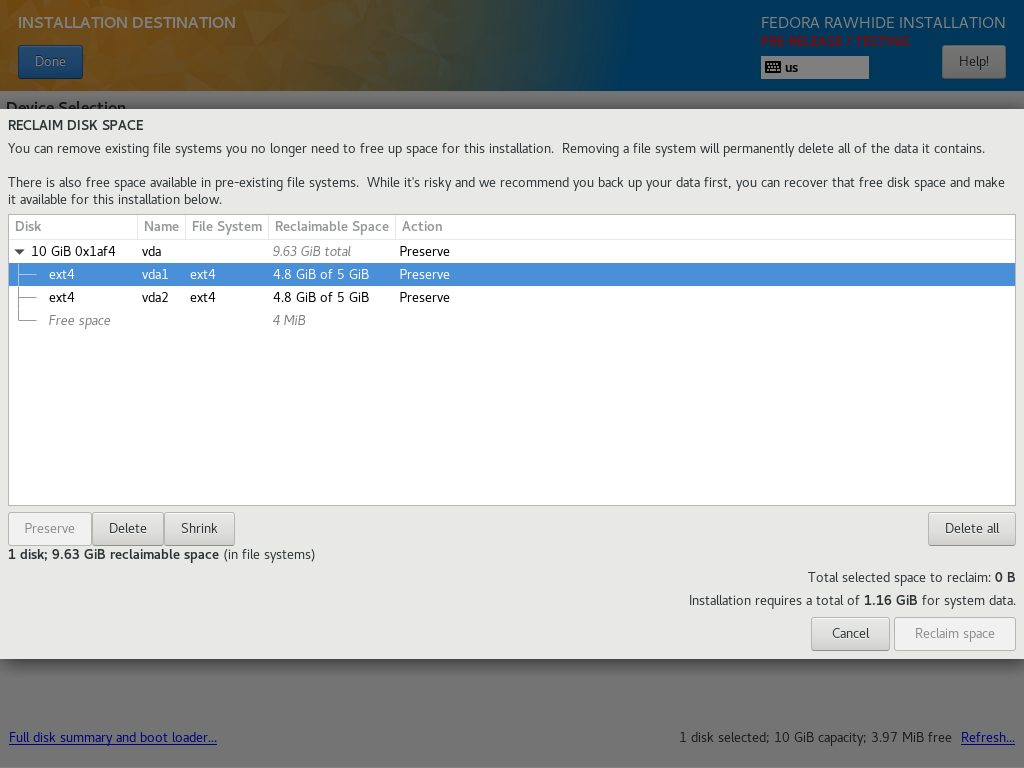 INSTALLATION DESTINATION
FEDORA RAWHIDE INSTALLATION
PRE-RELEASE / TESTING
Done
us
Help!
Device Selection
RECLAIM DISK SPACE
You can remove existing file systems you no longer need to free up space for this installation.  Removing a file system will permanently delete all of the data it contains.
There is also free space available in pre-existing file systems.  While it's risky and we recommend you back up your data first, you can recover that free disk space and make
it available for this installation below.
Disk Name File System Reclaimable Space Action
10 GiB 0x1af4 vda 9.63 GiB total Preserve
ext4 vda1 ext4 4.8 GiB of 5 GiB Preserve
ext4 vda2 ext4 4.8 GiB of 5 GiB Preserve
Free space 4 MiB
Preserve Delete Shrink Delete all
1 disk; 9.63 GiB reclaimable space (in file systems)
Total selected space to reclaim: 0 B
Installation requires a total of 1.16 GiB for system data.
Cancel Reclaim space
Full disk summary and boot loader... 1 disk selected; 10 GiB capacity; 3.97 MiB free Refresh...